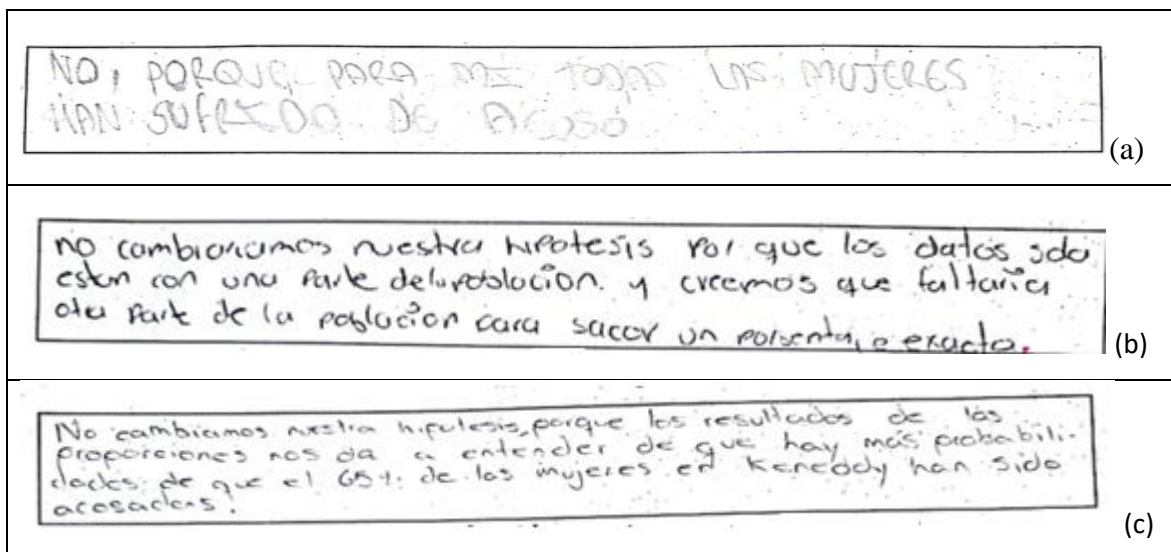 NO, PORQUE PARA MI TODAS LAS MUJERES
HAN SUFRIDO DE ACOSO
(a)
no cambiariamos nuestra hipotesis por que los datos solo
estan con una parte de la poblacion. y creemos que faltaria
otra parte de la poblacion para sacar un porsentaje exacto.
(b)
No cambiamos nuestra hipotesis, porque los resultados de las
proporciones nos da a entender de que hay más probabili-
dades de que el 65% de las mujeres en Keneddy han sido
acosadas.
(c)